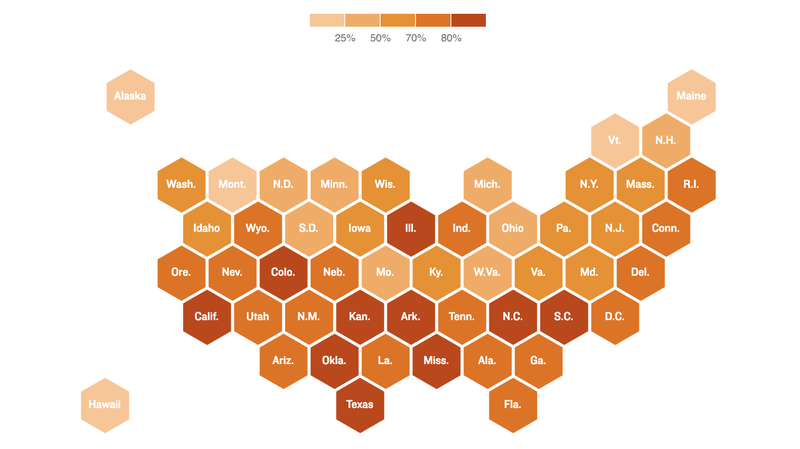 25% 50% 70% 80%
Alaska Maine
Vt. N.H.
Wash. Mont. N.D. Minn. Wis. Mich. N.Y. Mass. R.I.
Idaho Wyo. S.D. Iowa Ill. Ind. Ohio Pa. N.J. Conn.
Ore. Nev. Colo. Neb. Mo. Ky. W.Va. Va. Md. Del.
Calif. Utah N.M. Kan. Ark. Tenn. N.C. S.C. D.C.
Ariz. Okla. La. Miss. Ala. Ga.
Hawaii Texas Fla.